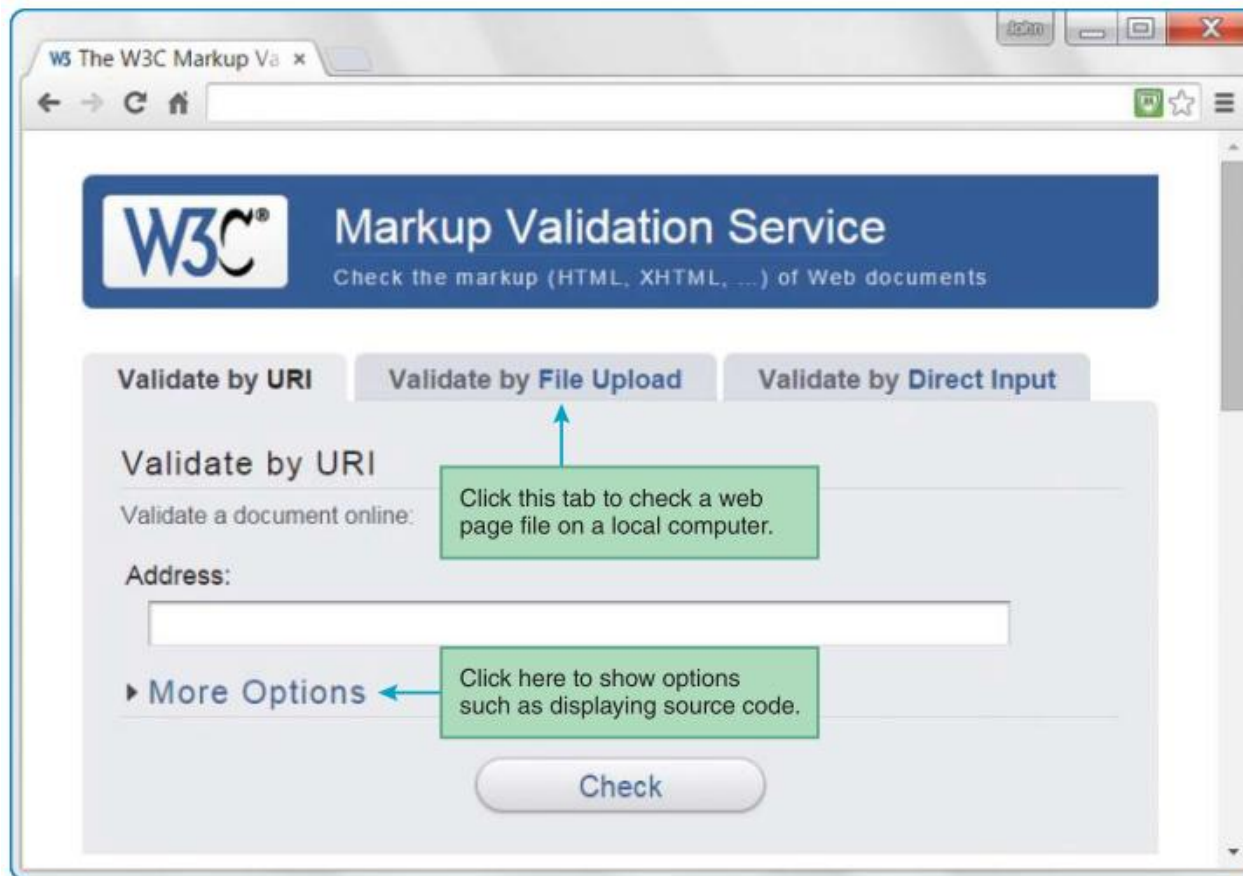 John
W3 The W3C Markup Va ×
W3C®
Markup Validation Service
Check the markup (HTML, XHTML, ...) of Web documents
Validate by URI
Validate by File Upload
Validate by Direct Input
Validate by URI
Validate a document online:
Click this tab to check a web
page file on a local computer.
Address:
More Options
Click here to show options
such as displaying source code.
Check